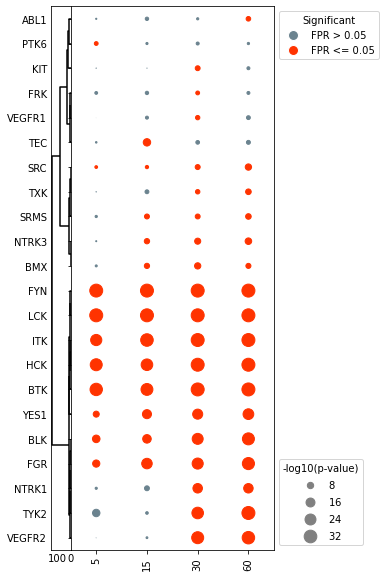 ABL1
PTK6
KIT
FRK
VEGFR1
TEC
SRC
TXK
SRMS
NTRK3
BMX
FYN
LCK
ITK
HCK
BTK
YES1
BLK
FGR
NTRK1
TYK2
VEGFR2
100 0
5
15
30
60
Significant
FPR > 0.05
FPR <= 0.05
-log10(p-value)
8
16
24
32